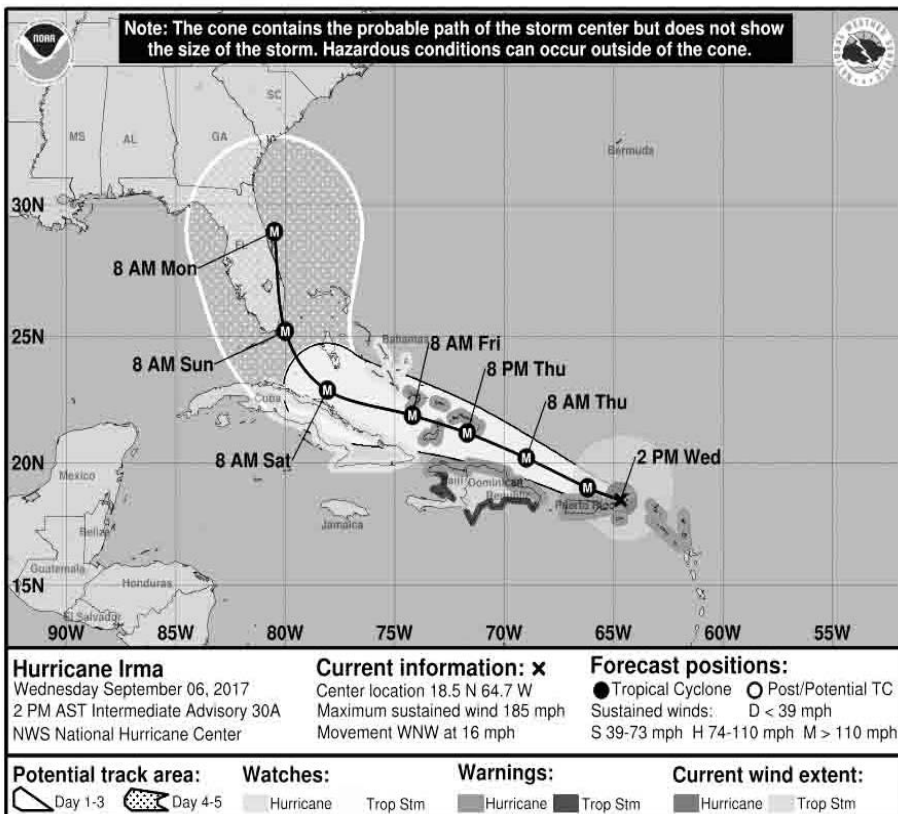 Note: The cone contains the probable path of the storm center but does not show
the size of the storm. Hazardous conditions can occur outside of the cone.
NOAA
SC
MS
AL
GA
Bermuda
30N
FL
8 AM Mon
25N
Bahamas
8 AM Fri
8 AM Sun
8 PM Thu
Cuba
8 AM Thu
8 AM Sat
2 PM Wed
20N
Mexico
Dominican
Republic
Puerto Rico
Jamaica
Belize
Guatemala
Honduras
15N
El Salvador
90W 85W 80W 75W 70W 65W 60W 55W
Hurricane Irma
Wednesday September 06, 2017
2 PM AST Intermediate Advisory 30A
NWS National Hurricane Center
Current information: x
Center location 18.5 N 64.7 W
Maximum sustained wind 185 mph
Movement WNW at 16 mph
Forecast positions:
Tropical Cyclone Post/Potential TC
Sustained winds: D < 39 mph
S 39-73 mph H 74-110 mph M > 110 mph
Potential track area:
Day 1-3 Day 4-5
Watches:
Hurricane Trop Stm
Warnings:
Hurricane Trop Stm
Current wind extent:
Hurricane Trop Stm